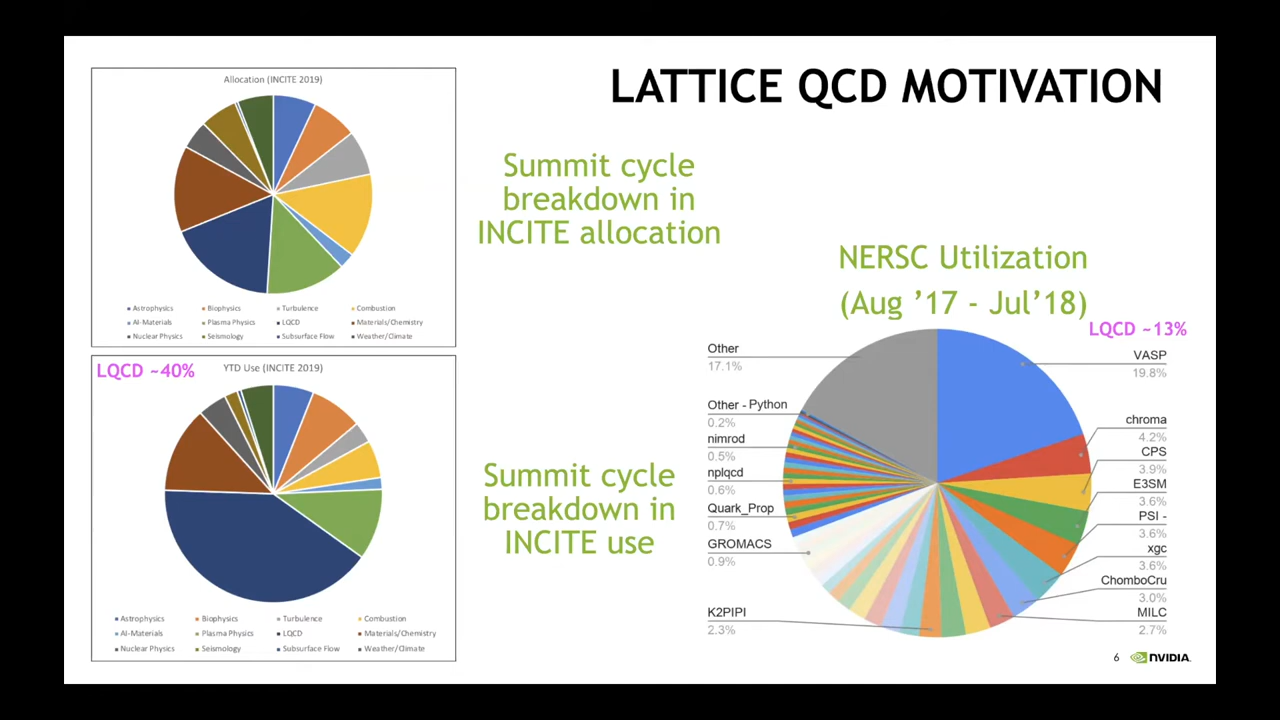 LATTICE QCD MOTIVATION
Allocation (INCITE 2019)
Astrophysics Biophysics Turbulence Combustion
AI-Materials Plasma Physics LQCD Materials/Chemistry
Nuclear Physics Seismology Subsurface Flow Weather/Climate
Summit cycle
breakdown in
INCITE allocation
LQCD ~40%
YTD Use (INCITE 2019)
Astrophysics Biophysics Turbulence Combustion
AI-Materials Plasma Physics LQCD Materials/Chemistry
Nuclear Physics Seismology Subsurface Flow Weather/Climate
Summit cycle
breakdown in
INCITE use
NERSC Utilization
(Aug ’17 - Jul’18)
LQCD ~13%
Other
17.1%
Other - Python
0.2%
nimrod
0.5%
nplqcd
0.6%
Quark_Prop
0.7%
GROMACS
0.9%
K2PIPI
2.3%
VASP
19.8%
chroma
4.2%
CPS
3.9%
E3SM
3.6%
PSI -
3.6%
xgc
3.6%
ChomboCru
3.0%
MILC
2.7%
6 NVIDIA.